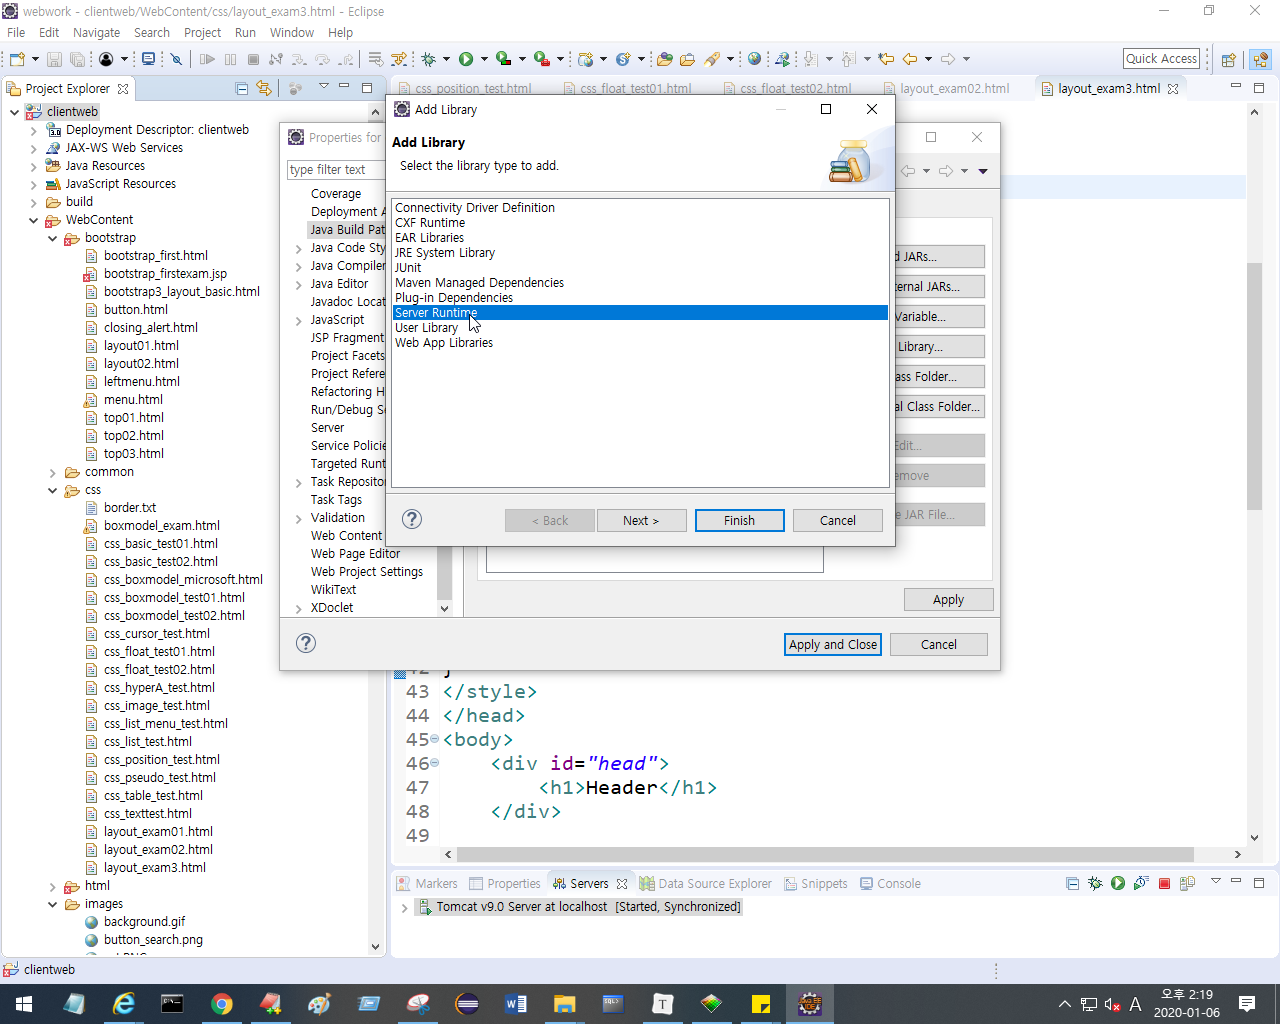 webwork - clientweb/WebContent/css/layout_exam3.html - Eclipse
File Edit Navigate Search Project Run Window Help
Quick Access
Project Explorer
css_position_test.html
css_float_test01.html
css_float_test02.html
layout_exam02.html
layout_exam3.html
clientweb
Deployment Descriptor: clientweb
JAX-WS Web Services
Java Resources
JavaScript Resources
build
WebContent
bootstrap
bootstrap_first.html
bootstrap_firstexam.jsp
bootstrap3_layout_basic.html
button.html
closing_alert.html
layout01.html
layout02.html
leftmenu.html
menu.html
top01.html
top02.html
top03.html
common
css
border.txt
boxmodel_exam.html
css_basic_test01.html
css_basic_test02.html
css_boxmodel_microsoft.html
css_boxmodel_test01.html
css_boxmodel_test02.html
css_cursor_test.html
css_float_test01.html
css_float_test02.html
css_hyperA_test.html
css_image_test.html
css_list_menu_test.html
css_list_test.html
css_position_test.html
css_pseudo_test.html
css_table_test.html
css_texttest.html
layout_exam01.html
layout_exam02.html
layout_exam3.html
html
images
background.gif
button_search.png
Properties for
type filter text
Coverage
Deployment A
Java Build Pat
Java Code Sty
Java Compiler
Java Editor
Javadoc Locat
JavaScript
JSP Fragment
Project Facets
Project Refere
Refactoring H
Run/Debug S
Server
Service Policie
Targeted Runt
Task Reposito
Task Tags
Validation
Web Content
Web Page Editor
Web Project Settings
WikiText
XDoclet
Add Library
Add Library
Select the library type to add.
Connectivity Driver Definition
CXF Runtime
EAR Libraries
JRE System Library
JUnit
Maven Managed Dependencies
Plug-in Dependencies
Server Runtime
User Library
Web App Libraries
< Back
Next >
Finish
Cancel
d JARs...
ernal JARs...
Variable...
Library...
ass Folder...
al Class Folder...
Edit...
move
e JAR File...
Apply
Apply and Close
Cancel
42 }
43 </style>
44 </head>
45 <body>
46 <div id="head">
47 <h1>Header</h1>
48 </div>
49
Markers
Properties
Servers
Data Source Explorer
Snippets
Console
Tomcat v9.0 Server at localhost [Started, Synchronized]
clientweb
A
오후 2:19
2020-01-06